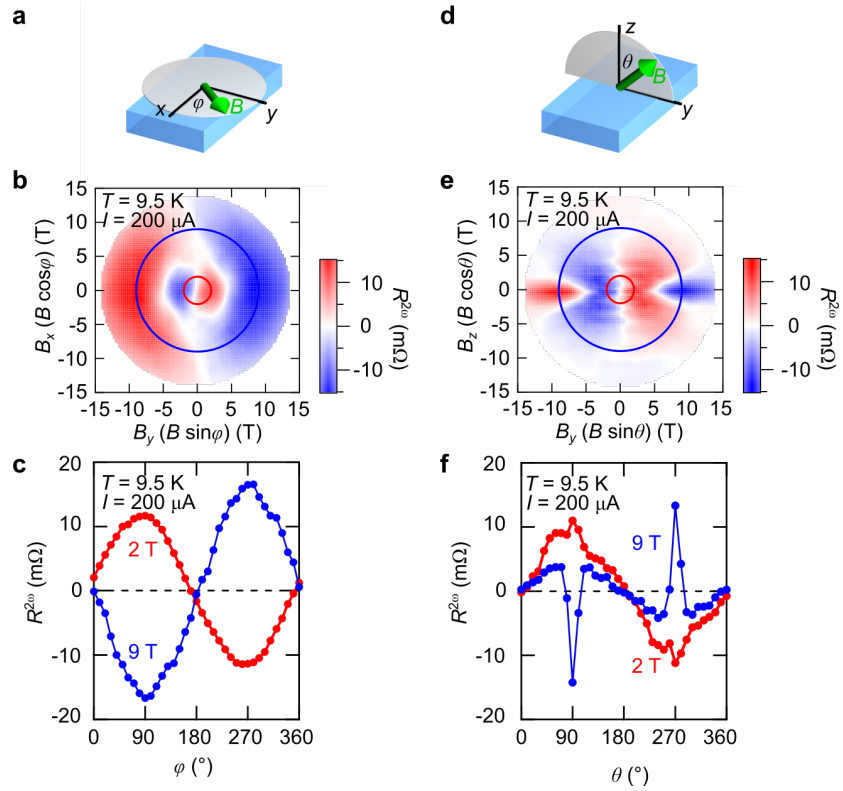 a
x
φ
B
y
d
z
θ
B
y
b
T = 9.5 K
I = 200 μA
15
10
5
0
-5
-10
-15
Bx (B cosφ) (T)
-15 -10 -5 0 5 10 15
By (B sinφ) (T)
10
0
-10
R2ω (mΩ)
e
T = 9.5 K
I = 200 μA
15
10
5
0
-5
-10
-15
Bz (B cosθ) (T)
-15 -10 -5 0 5 10 15
By (B sinθ) (T)
10
0
-10
R2ω (mΩ)
c
T = 9.5 K
I = 200 μA
20
10
0
-10
-20
R2ω (mΩ)
2 T
9 T
0 90 180 270 360
φ (°)
f
T = 9.5 K
I = 200 μA
20
10
0
-10
-20
R2ω (mΩ)
9 T
2 T
0 90 180 270 360
θ (°)